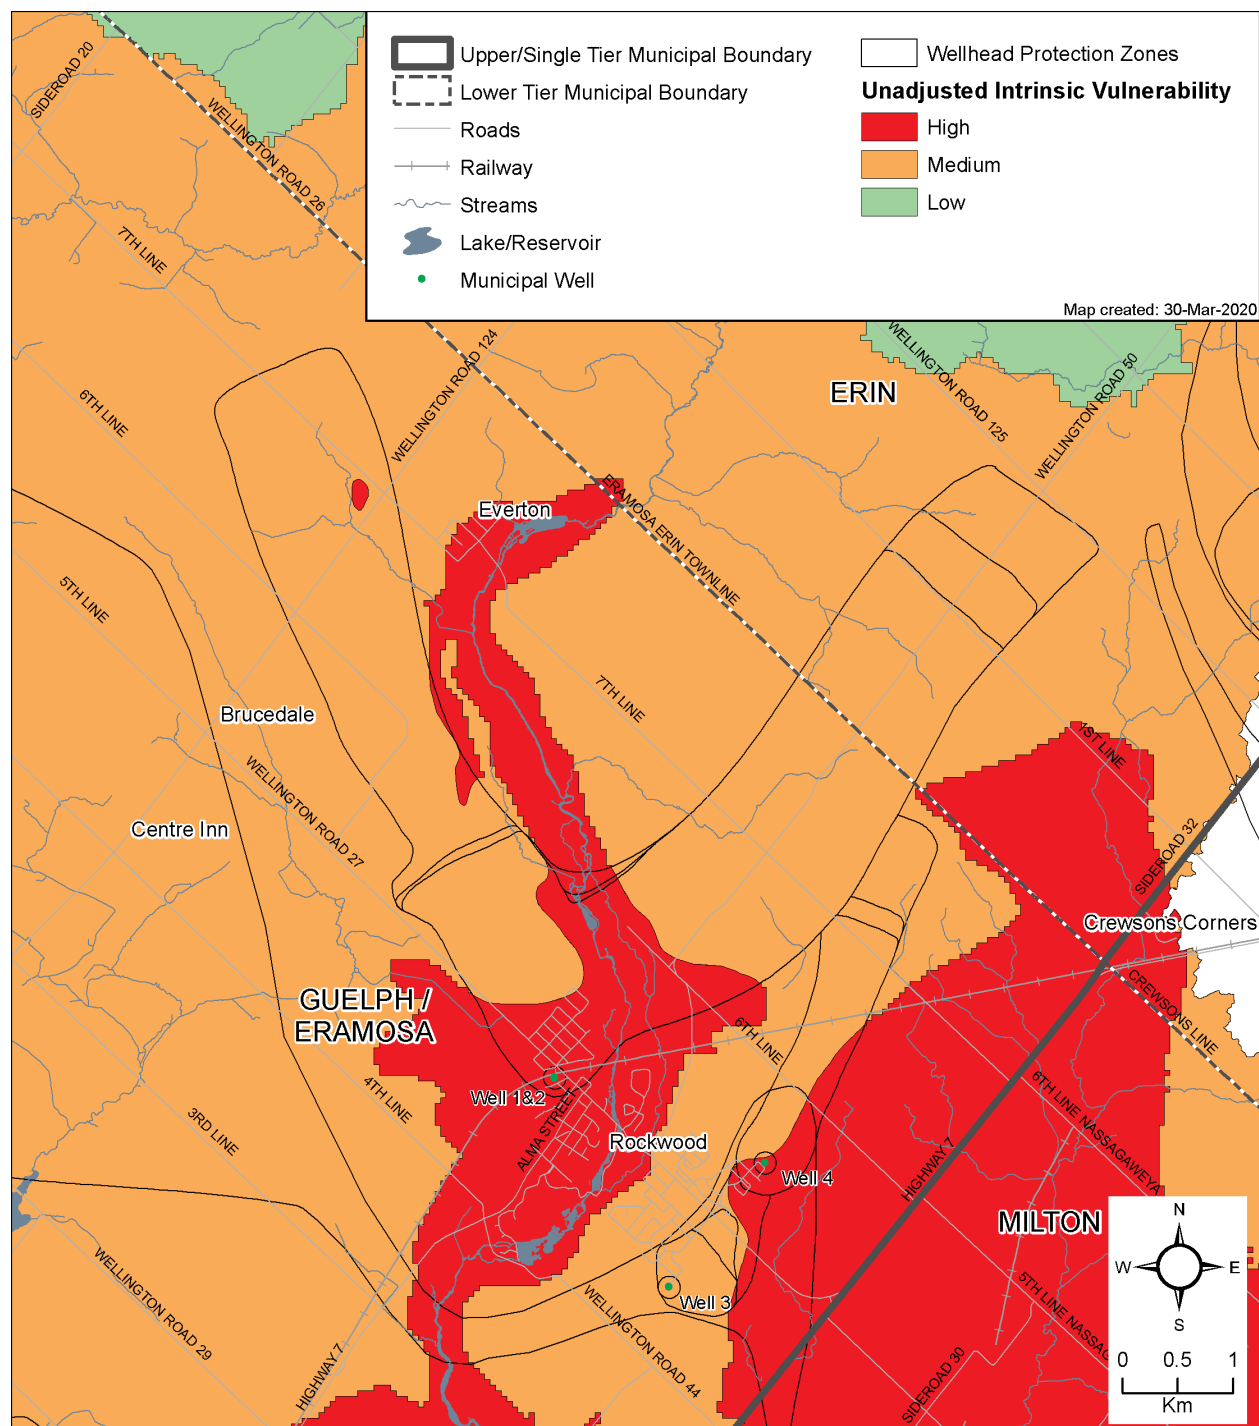 Upper/Single Tier Municipal Boundary
Lower Tier Municipal Boundary
Roads
Railway
Streams
Lake/Reservoir
Municipal Well
Wellhead Protection Zones
Unadjusted Intrinsic Vulnerability
High
Medium
Low
Map created: 30-Mar-2020
SIDEROAD 20
WELLINGTON ROAD 26
7TH LINE
WELLINGTON ROAD 124
6TH LINE
WELLINGTON ROAD 125
WELLINGTON ROAD 50
ERIN
Everton
ERAMOSA ERIN TOWNLINE
5TH LINE
7TH LINE
Brucedale
WELLINGTON ROAD 27
Centre Inn
1ST LINE
SIDEROAD 32
Crewson's Corners
CREWSONS LINE
GUELPH /
ERAMOSA
6TH LINE
4TH LINE
3RD LINE
Well 1&2
ALMA STREET
Rockwood
Well 4
6TH LINE NASSAGAWEYA
HIGHWAY 7
MILTON
Well 3
WELLINGTON ROAD 29
HIGHWAY 7
WELLINGTON ROAD 44
5TH LINE NASSAG
SIDEROAD 30
N
W
E
S
0 0.5 1
Km